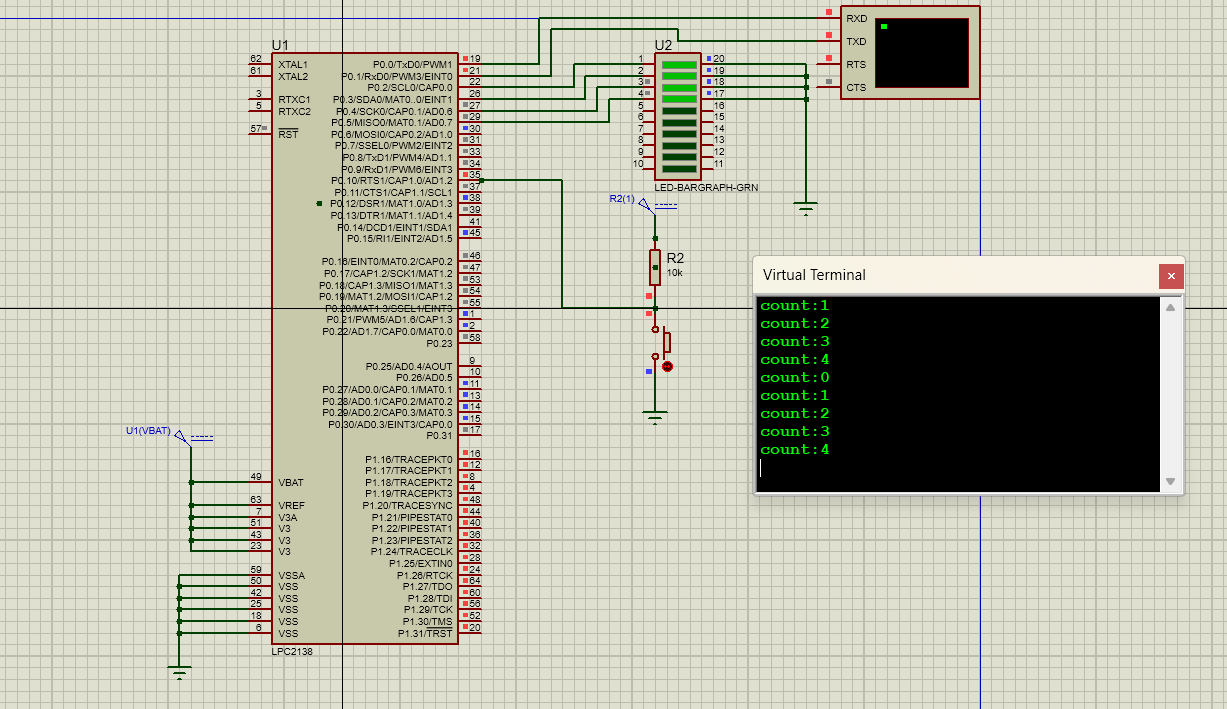 U1
62 XTAL1
61 XTAL2
3 RTXC1
5 RTXC2
57 RST
49 VBAT
63 VREF
7 V3A
51 V3
43 V3
23 V3
59 VSSA
50 VSS
42 VSS
25 VSS
18 VSS
6 VSS
P0.0/TxD0/PWM1 19
P0.1/RxD0/PWM3/EINT0 21
P0.2/SCL0/CAP0.0 22
P0.3/SDA0/MAT0.0/EINT1 26
P0.4/SCK0/CAP0.1/AD0.6 27
P0.5/MISO0/MAT0.1/AD0.7 29
P0.6/MOSI0/CAP0.2/AD1.0 30
P0.7/SSEL0/PWM2/EINT2 31
P0.8/TxD1/PWM4/AD1.1 33
P0.9/RxD1/PWM6/EINT3 34
P0.10/RTS1/CAP1.0/AD1.2 35
P0.11/CTS1/CAP1.1/SCL1 37
P0.12/DSR1/MAT1.0/AD1.3 38
P0.13/DTR1/MAT1.1/AD1.4 39
P0.14/DCD1/EINT1/SDA1 41
P0.15/RI1/EINT2/AD1.5 45
P0.16/EINT0/MAT0.2/CAP0.2 46
P0.17/CAP1.2/SCK1/MAT1.2 47
P0.18/CAP1.3/MISO1/MAT1.3 53
P0.19/MAT1.2/MOSI1/CAP1.2 54
P0.20/MAT1.3/SSEL1/EINT3 55
P0.21/PWM5/AD1.6/CAP1.3 1
P0.22/AD1.7/CAP0.0/MAT0.0 2
P0.23 58
P0.25/AD0.4/AOUT 9
P0.26/AD0.5 10
P0.27/AD0.0/CAP0.1/MAT0.1 11
P0.28/AD0.1/CAP0.2/MAT0.2 13
P0.29/AD0.2/CAP0.3/MAT0.3 14
P0.30/AD0.3/EINT3/CAP0.0 15
P0.31 17
P1.16/TRACEPKT0 16
P1.17/TRACEPKT1 12
P1.18/TRACEPKT2 8
P1.19/TRACEPKT3 4
P1.20/TRACESYNC 48
P1.21/PIPESTAT0 44
P1.22/PIPESTAT1 40
P1.23/PIPESTAT2 36
P1.24/TRACECLK 32
P1.25/EXTIN0 28
P1.26/RTCK 24
P1.27/TDO 64
P1.28/TDI 60
P1.29/TCK 56
P1.30/TMS 52
P1.31/TRST 20
LPC2138
U1(VBAT)
U2
1 20
2 19
3 18
4 17
5 16
6 15
7 14
8 13
9 12
10 11
LED-BARGRAPH-GRN
R2(1)
R2
10k
RXD
TXD
RTS
CTS
Virtual Terminal
count:1
count:2
count:3
count:4
count:0
count:1
count:2
count:3
count:4